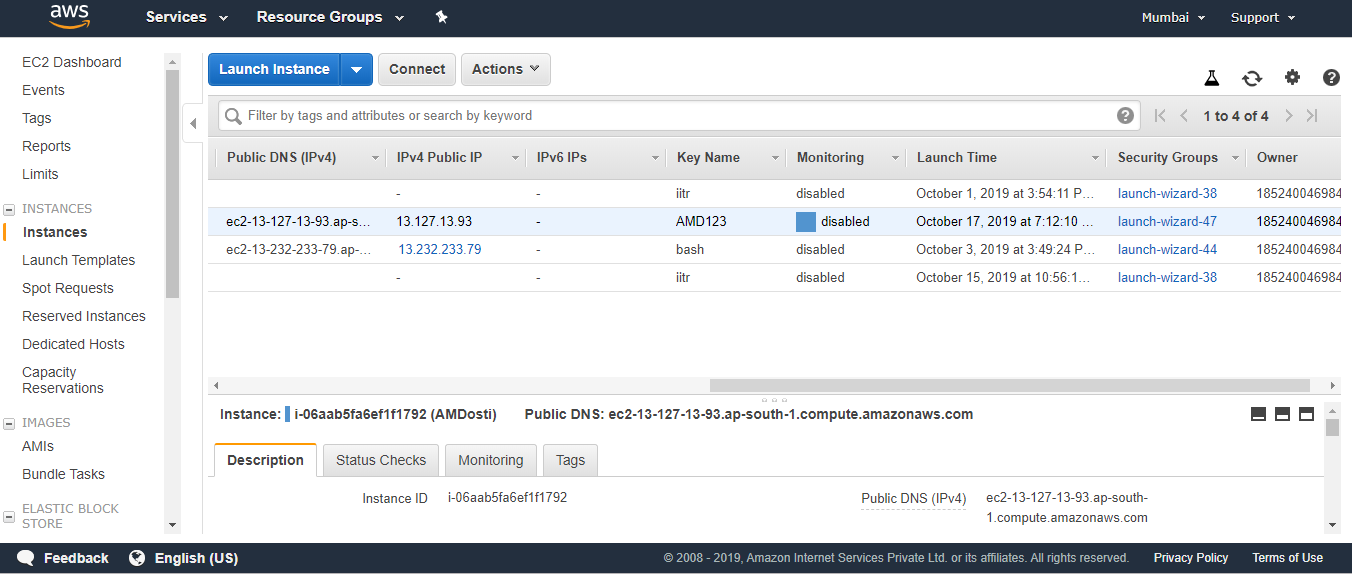 aws Services Resource Groups Mumbai Support
EC2 Dashboard
Events
Tags
Reports
Limits
INSTANCES
Instances
Launch Templates
Spot Requests
Reserved Instances
Dedicated Hosts
Capacity
Reservations
IMAGES
AMIs
Bundle Tasks
ELASTIC BLOCK
STORE
Launch Instance Connect Actions
Filter by tags and attributes or search by keyword 1 to 4 of 4
Public DNS (IPv4) IPv4 Public IP IPv6 IPs Key Name Monitoring Launch Time Security Groups Owner
- - iitr disabled October 1, 2019 at 3:54:11 P... launch-wizard-38 185240046984
ec2-13-127-13-93.ap-s... 13.127.13.93 - AMD123 disabled October 17, 2019 at 7:12:10 ... launch-wizard-47 185240046984
ec2-13-232-233-79.ap-... 13.232.233.79 - bash disabled October 3, 2019 at 3:49:24 P... launch-wizard-44 185240046984
- - iitr disabled October 15, 2019 at 10:56:1... launch-wizard-38 185240046984
Instance: i-06aab5fa6ef1f1792 (AMDosti) Public DNS: ec2-13-127-13-93.ap-south-1.compute.amazonaws.com
Description Status Checks Monitoring Tags
Instance ID i-06aab5fa6ef1f1792 Public DNS (IPv4) ec2-13-127-13-93.ap-south-
1.compute.amazonaws.com
Feedback English (US) © 2008 - 2019, Amazon Internet Services Private Ltd. or its affiliates. All rights reserved. Privacy Policy Terms of Use